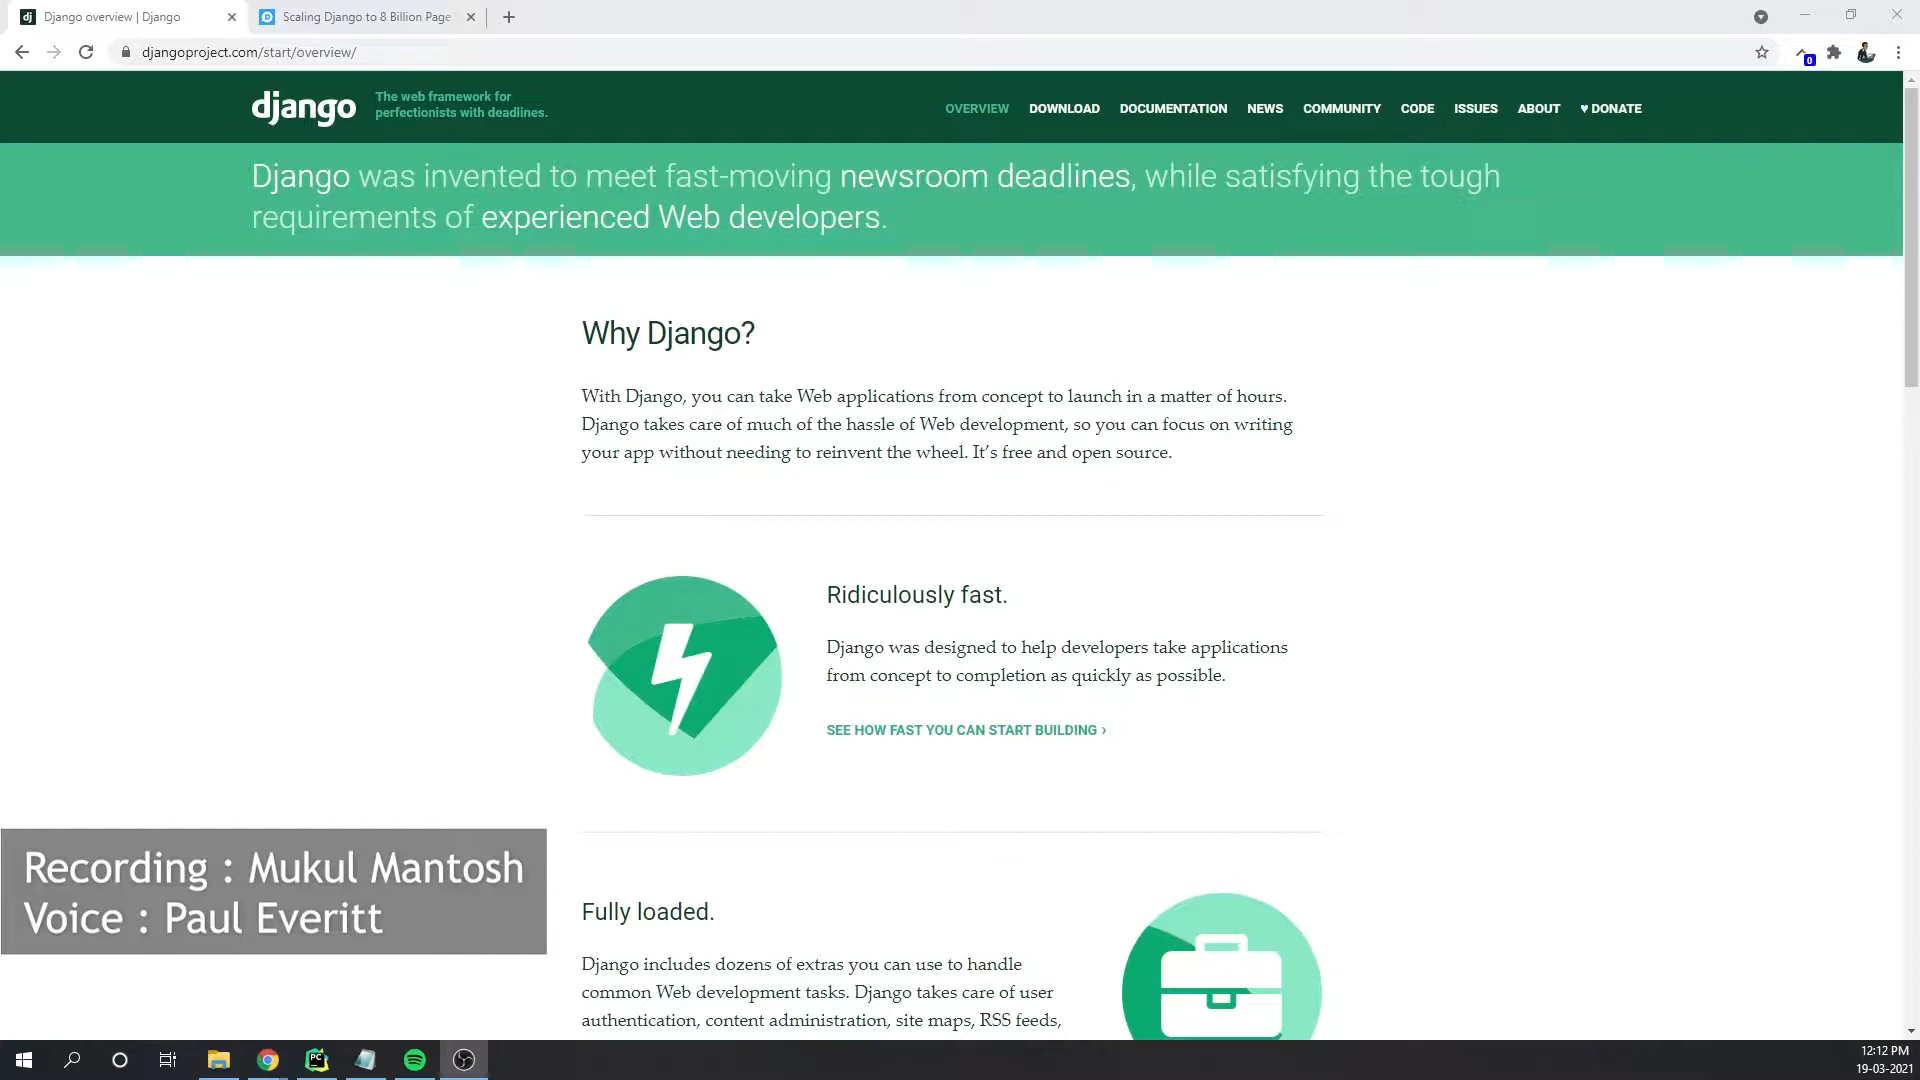 Django overview | Django
Scaling Django to 8 Billion Page
djangoproject.com/start/overview/
0
django
The web framework for
perfectionists with deadlines.
OVERVIEW DOWNLOAD DOCUMENTATION NEWS COMMUNITY CODE ISSUES ABOUT ♥ DONATE
Django was invented to meet fast-moving newsroom deadlines, while satisfying the tough
requirements of experienced Web developers.
Why Django?
With Django, you can take Web applications from concept to launch in a matter of hours.
Django takes care of much of the hassle of Web development, so you can focus on writing
your app without needing to reinvent the wheel. It’s free and open source.
Ridiculously fast.
Django was designed to help developers take applications
from concept to completion as quickly as possible.
SEE HOW FAST YOU CAN START BUILDING ›
Recording : Mukul Mantosh
Voice : Paul Everitt
Fully loaded.
Django includes dozens of extras you can use to handle
common Web development tasks. Django takes care of user
authentication, content administration, site maps, RSS feeds,
12:12 PM
19-03-2021